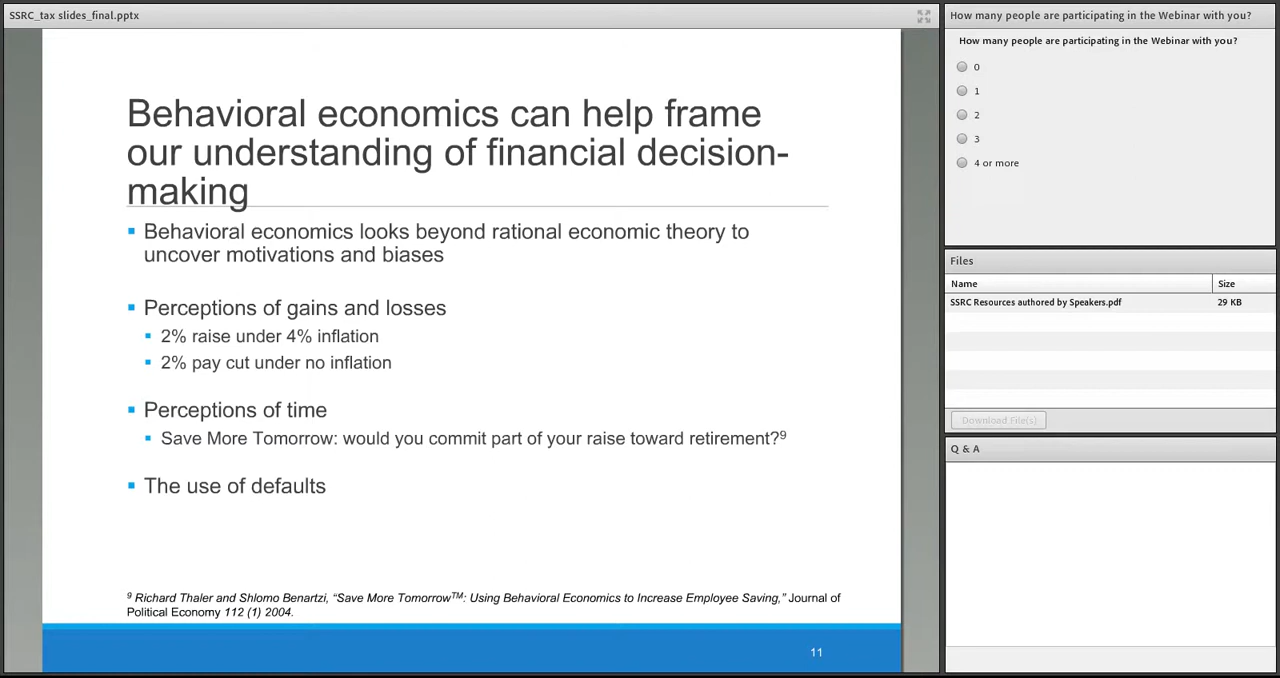 SSRC_tax slides_final.pptx
Behavioral economics can help frame
our understanding of financial decision-
making
Behavioral economics looks beyond rational economic theory to
uncover motivations and biases
Perceptions of gains and losses
2% raise under 4% inflation
2% pay cut under no inflation
Perceptions of time
Save More Tomorrow: would you commit part of your raise toward retirement?⁹
The use of defaults
⁹ Richard Thaler and Shlomo Benartzi, “Save More Tomorrow™: Using Behavioral Economics to Increase Employee Saving,” Journal of
Political Economy 112 (1) 2004.
11
How many people are participating in the Webinar with you?
How many people are participating in the Webinar with you?
0
1
2
3
4 or more
Files
Name Size
SSRC Resources authored by Speakers.pdf 29 KB
Download File(s)
Q & A